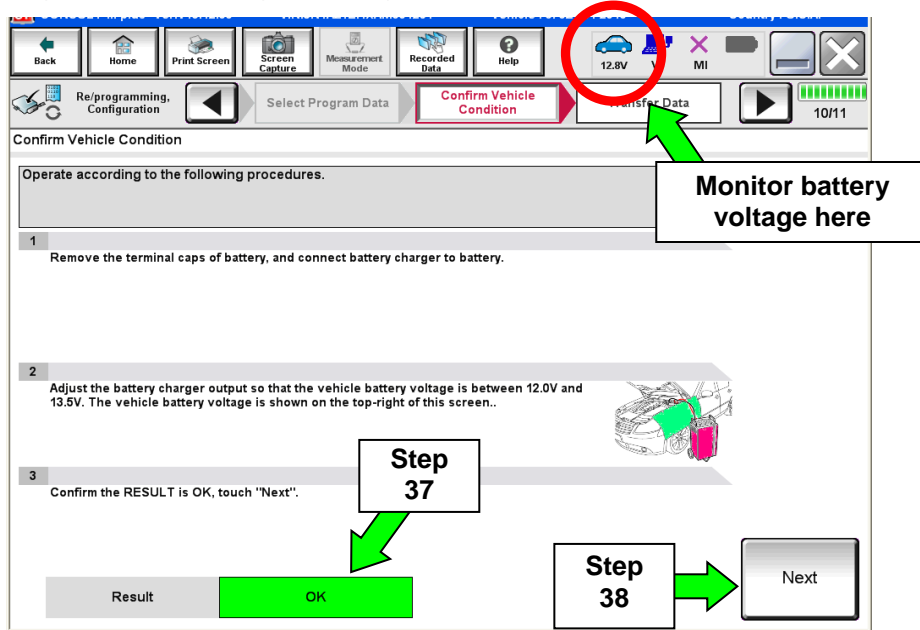 Back
Home
Print Screen
Screen
Capture
Measurement
Mode
Recorded
Data
Help
12.8V
MI
Re/programming,
Configuration
Select Program Data
Confirm Vehicle
Condition
Data
10/11
Confirm Vehicle Condition
Operate according to the following procedures.
Monitor battery
voltage here
1
Remove the terminal caps of battery, and connect battery charger to battery.
2
Adjust the battery charger output so that the vehicle battery voltage is between 12.0V and
13.5V. The vehicle battery voltage is shown on the top-right of this screen..
Step
37
3
Confirm the RESULT is OK, touch "Next".
Step
38
Next
Result
OK